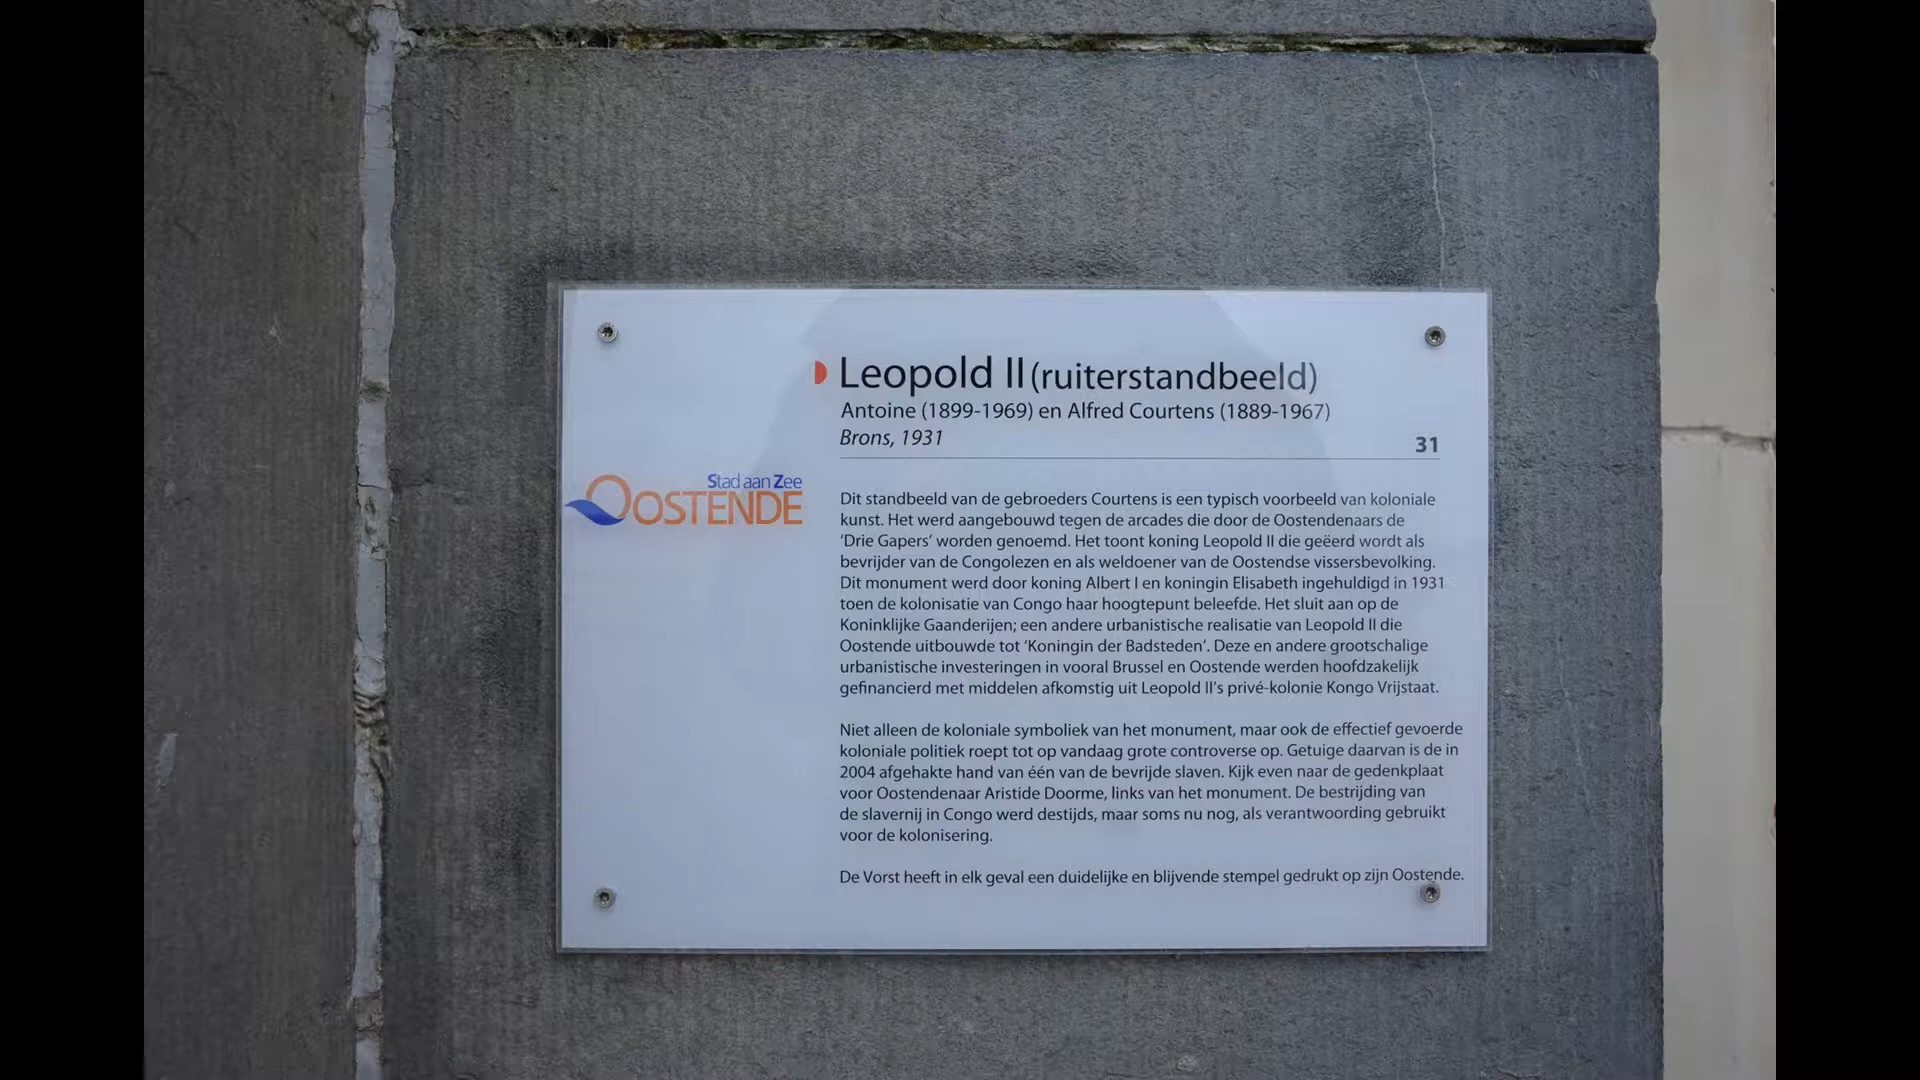 Leopold II (ruiterstandbeeld)
Antoine (1899-1969) en Alfred Courtens (1889-1967)
Brons, 1931
31
Stad aan Zee
OOSTENDE
Dit standbeeld van de gebroeders Courtens is een typisch voorbeeld van koloniale
kunst. Het werd aangebouwd tegen de arcades die door de Oostendenaars de
‘Drie Gapers’ worden genoemd. Het toont koning Leopold II die geëerd wordt als
bevrijder van de Congolezen en als weldoener van de Oostendse vissersbevolking.
Dit monument werd door koning Albert I en koningin Elisabeth ingehuldigd in 1931
toen de kolonisatie van Congo haar hoogtepunt beleefde. Het sluit aan op de
Koninklijke Gaanderijen; een andere urbanistische realisatie van Leopold II die
Oostende uitbouwde tot ‘Koningin der Badsteden’. Deze en andere grootschalige
urbanistische investeringen in vooral Brussel en Oostende werden hoofdzakelijk
gefinancierd met middelen afkomstig uit Leopold II’s privé-kolonie Kongo Vrijstaat.
Niet alleen de koloniale symboliek van het monument, maar ook de effectief gevoerde
koloniale politiek roept tot op vandaag grote controverse op. Getuige daarvan is de in
2004 afgehakte hand van één van de bevrijde slaven. Kijk even naar de gedenkplaat
voor Oostendenaar Aristide Doorme, links van het monument. De bestrijding van
de slavernij in Congo werd destijds, maar soms nu nog, als verantwoording gebruikt
voor de kolonisering.
De Vorst heeft in elk geval een duidelijke en blijvende stempel gedrukt op zijn Oostende.